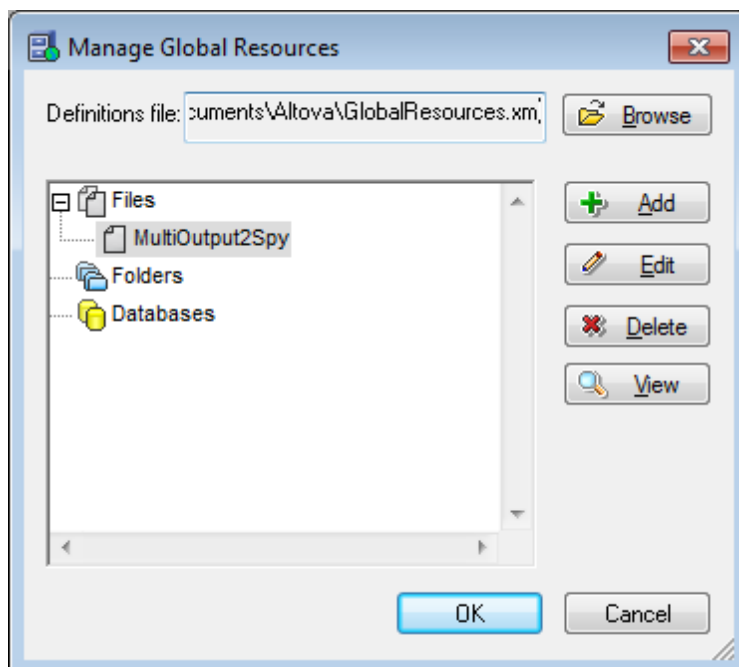 Manage Global Resources
Definitions file: cuments\Altova\GlobalResources.xm Browse
Files
Add
MultiOutput2Spy
Edit
Folders
Databases
Delete
View
OK Cancel